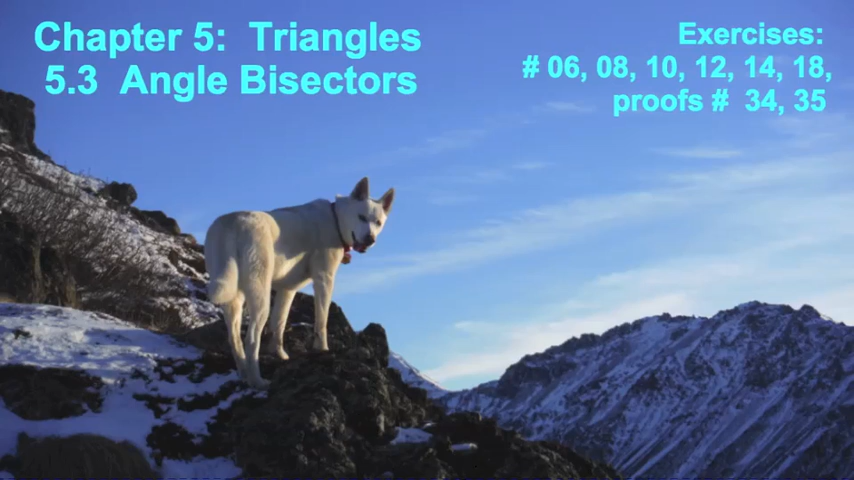 Chapter 5: Triangles
5.3 Angle Bisectors
Exercises:
# 06, 08, 10, 12, 14, 18,
proofs # 34, 35